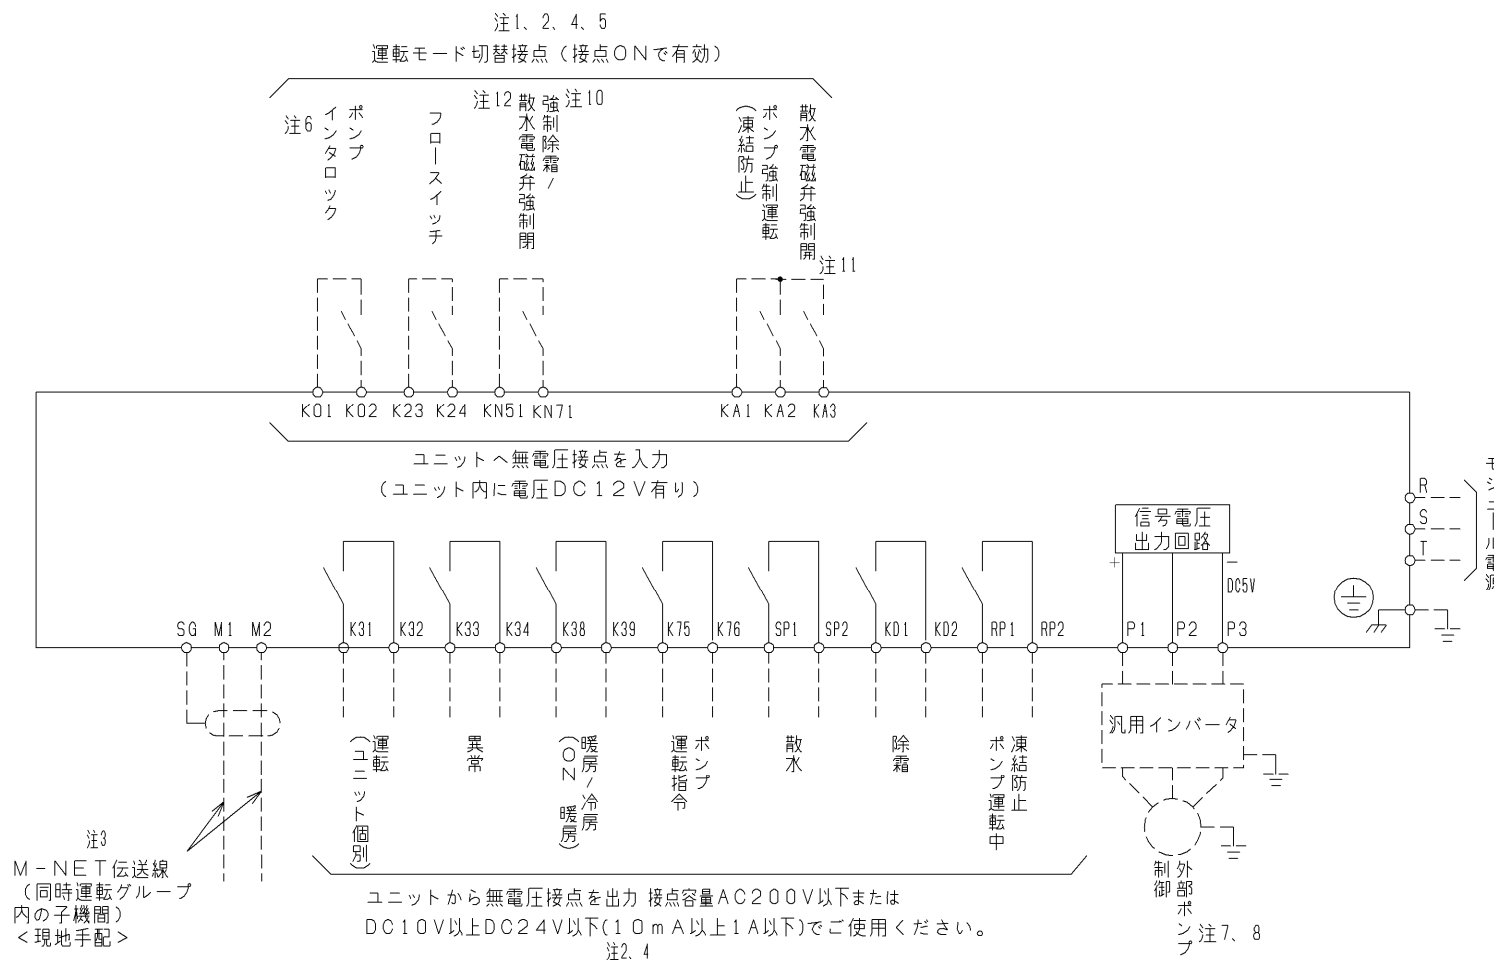 注1、2、4、5
運転モード切替接点（接点ONで有効）
注6
ポンプ
インタロック
フロースイッチ
注12
強制除霜/
散水電磁弁強制閉
注10
ポンプ強制運転
（凍結防止）
散水電磁弁強制開
注11
K01 K02 K23 K24 KN51 KN71 KA1 KA2 KA3
ユニットへ無電圧接点を入力
（ユニット内に電圧DC12V有り）
R
S
T
モジュール電源
信号電圧
出力回路
+
−
DC5V
SG M1 M2 K31 K32 K33 K34 K38 K39 K75 K76 SP1 SP2 KD1 KD2 RP1 RP2 P1 P2 P3
運転
（ユニット個別）
異常
暖房/冷房
（ON 暖房）
ポンプ
運転指令
散水
除霜
凍結防止
ポンプ運転中
汎用インバータ
外部ポンプ
制御
注7、8
注3
M-NET伝送線
（同時運転グループ
内の子機間）
<現地手配>
ユニットから無電圧接点を出力 接点容量AC200V以下または
DC10V以上DC24V以下(10mA以上1A以下)でご使用ください。
注2、4